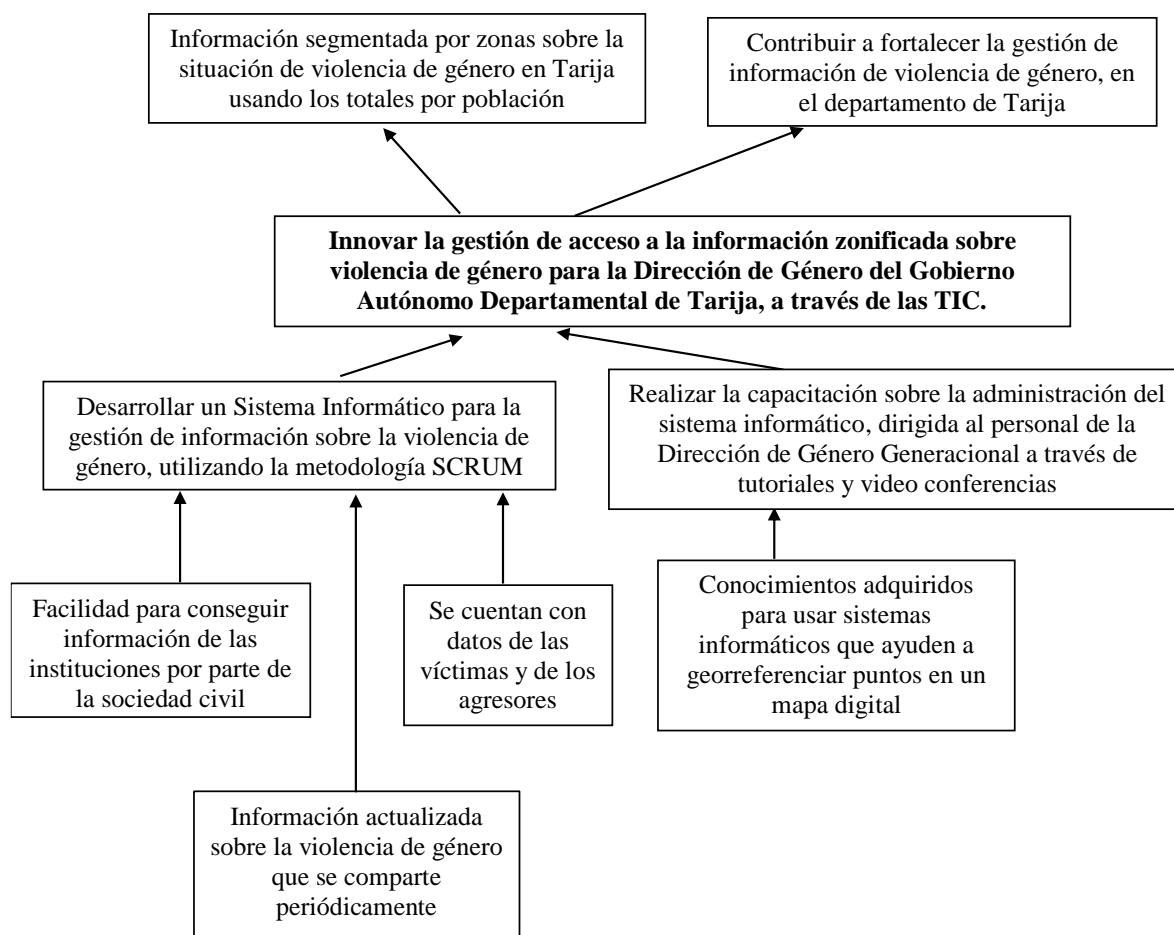 Información segmentada por zonas sobre la
situación de violencia de género en Tarija
usando los totales por población
Contribuir a fortalecer la gestión de
información de violencia de género, en
el departamento de Tarija
Innovar la gestión de acceso a la información zonificada sobre
violencia de género para la Dirección de Género del Gobierno
Autónomo Departamental de Tarija, a través de las TIC.
Desarrollar un Sistema Informático para la
gestión de información sobre la violencia de
género, utilizando la metodología SCRUM
Realizar la capacitación sobre la administración del
sistema informático, dirigida al personal de la
Dirección de Género Generacional a través de
tutoriales y video conferencias
Facilidad para conseguir
información de las
instituciones por parte de
la sociedad civil
Se cuentan con
datos de las
víctimas y de los
agresores
Conocimientos adquiridos
para usar sistemas
informáticos que ayuden a
georreferenciar puntos en un
mapa digital
Información actualizada
sobre la violencia de género
que se comparte
periódicamente